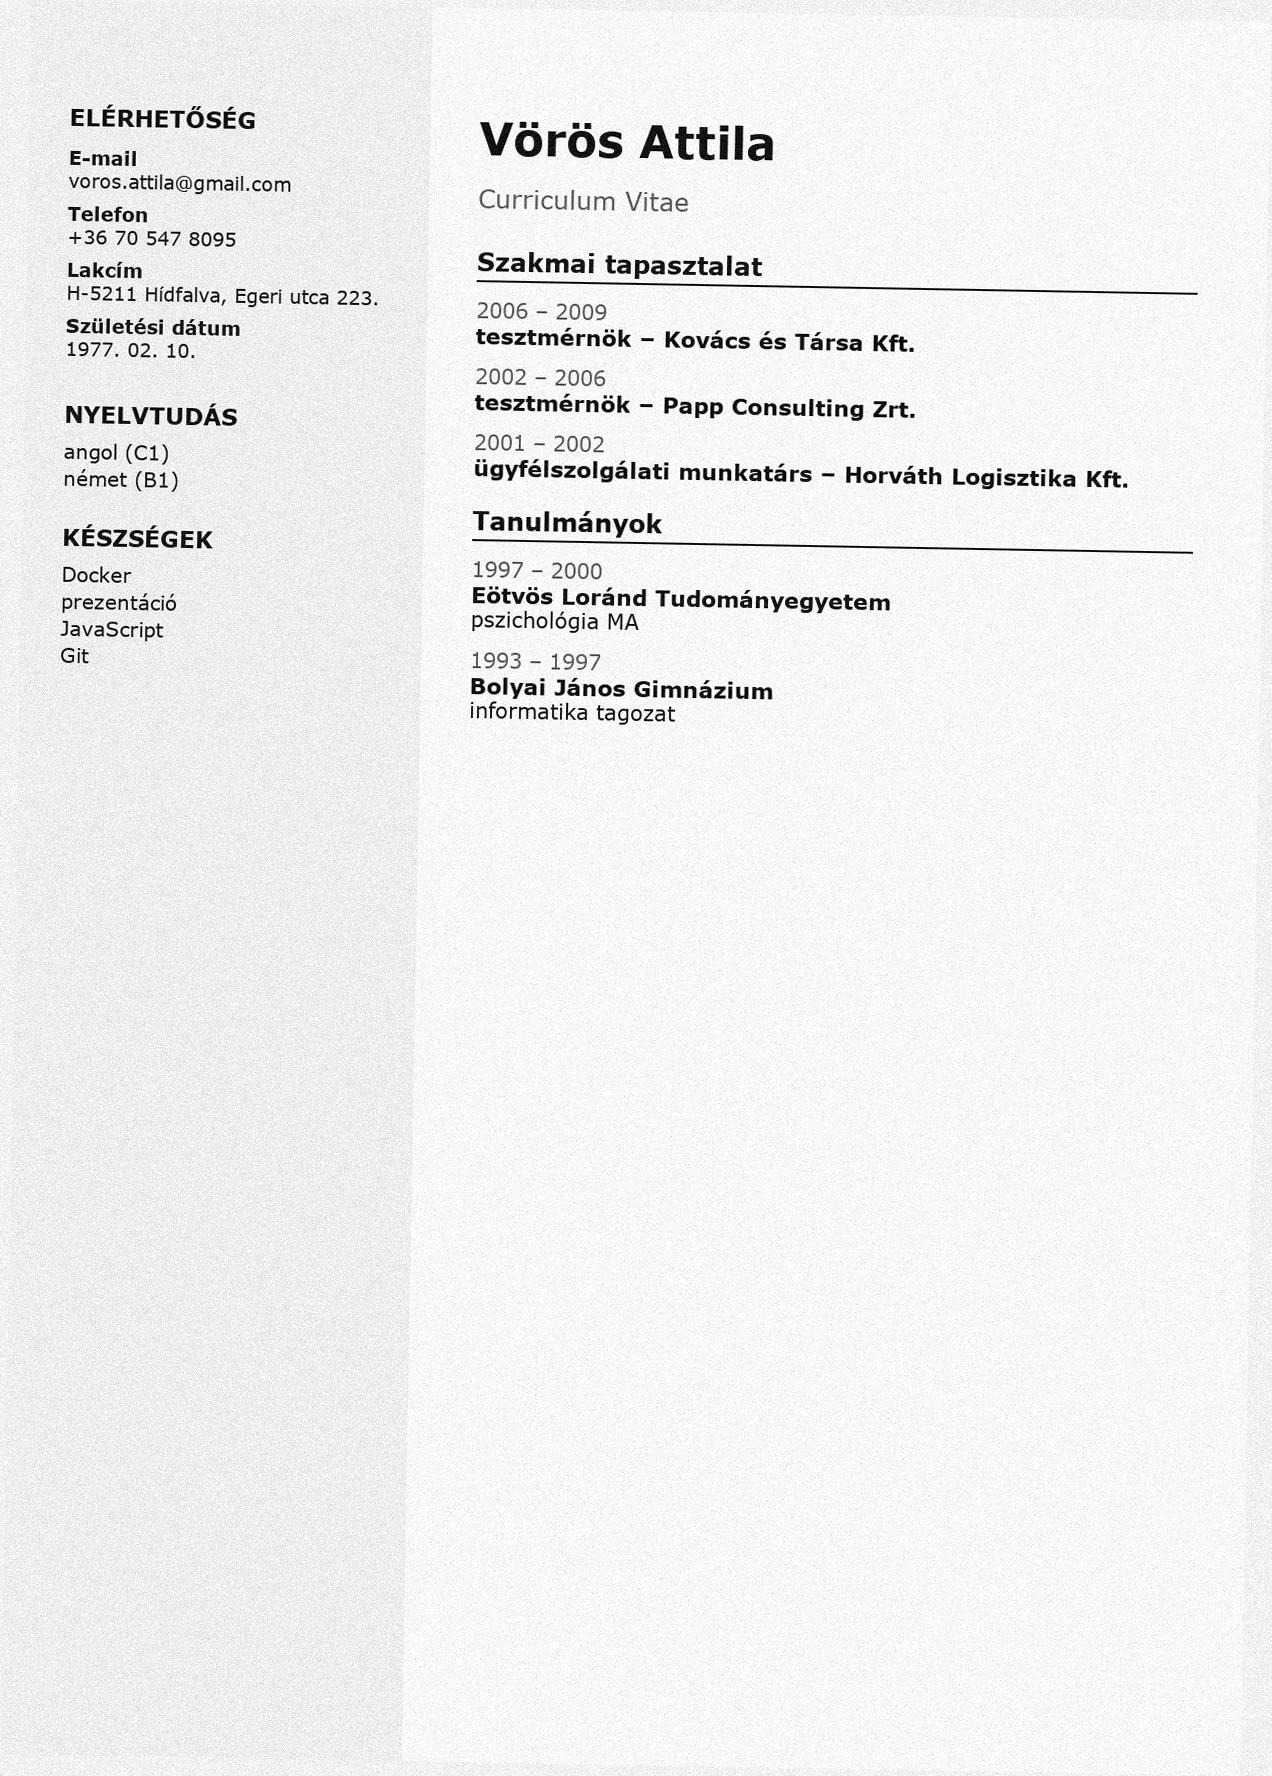 ELÉRHETŐSÉG
E-mail
voros.attila@gmail.com
Telefon
+36 70 547 8095
Lakcím
H-5211 Hídfalva, Egeri utca 223.
Születési dátum
1977. 02. 10.
NYELVTUDÁS
angol (C1)
német (B1)
KÉSZSÉGEK
Docker
prezentáció
JavaScript
Git
Vörös Attila
Curriculum Vitae
Szakmai tapasztalat
2006 – 2009
tesztmérnök – Kovács és Társa Kft.
2002 – 2006
tesztmérnök – Papp Consulting Zrt.
2001 – 2002
ügyfélszolgálati munkatárs – Horváth Logisztika Kft.
Tanulmányok
1997 – 2000
Eötvös Loránd Tudományegyetem
pszichológia MA
1993 – 1997
Bolyai János Gimnázium
informatika tagozat